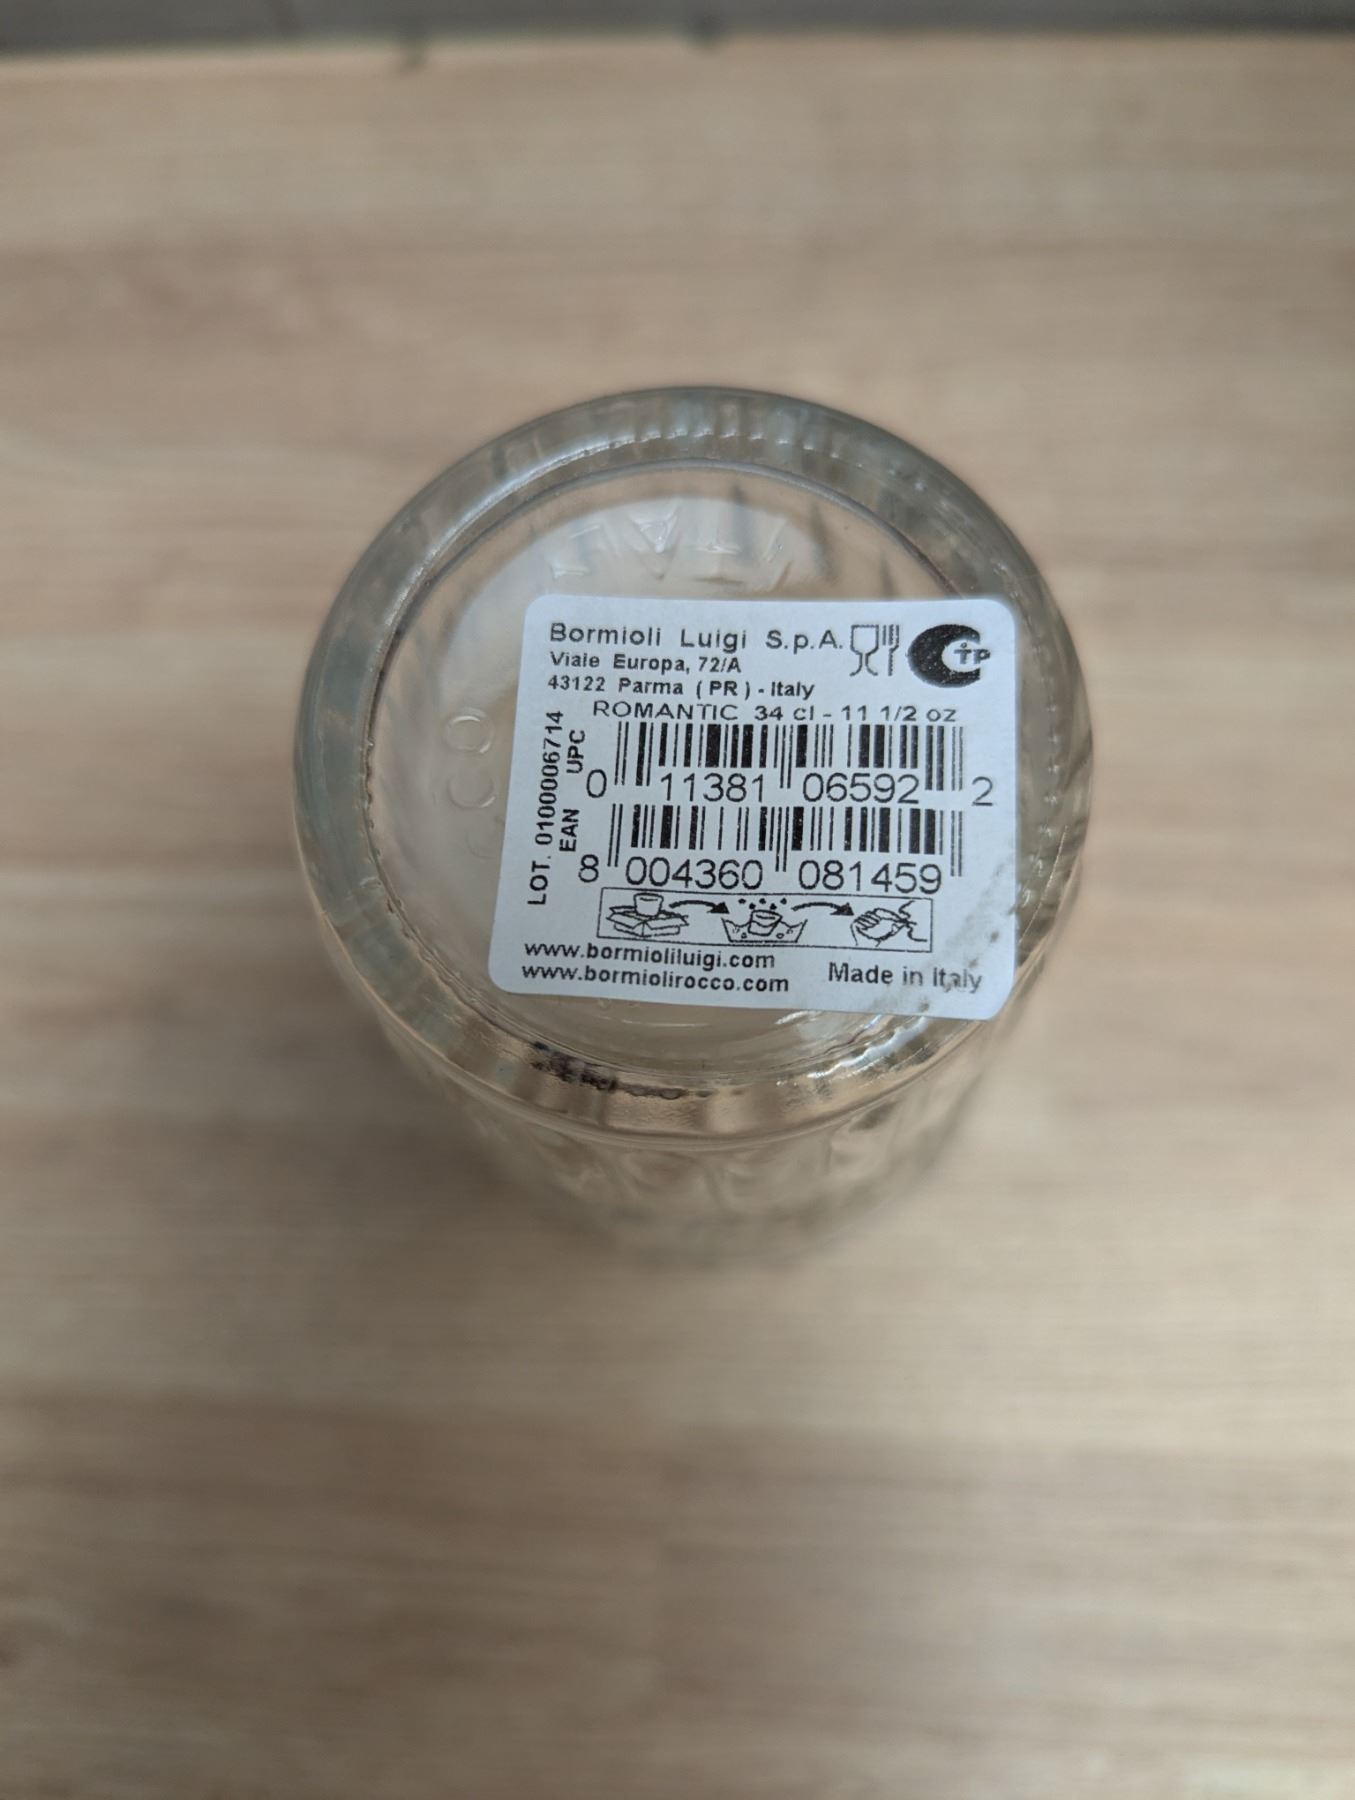 Bormioli Luigi S.p.A.
Viale Europa, 72/A
43122 Parma ( PR ) - Italy
ROMANTIC 34 cl - 11 1/2 oz
LOT. 0100006714
UPC
0 11381 06592 2
EAN
8 004360 081459
www.bormioliluigi.com
www.bormiolirocco.com
Made in Italy